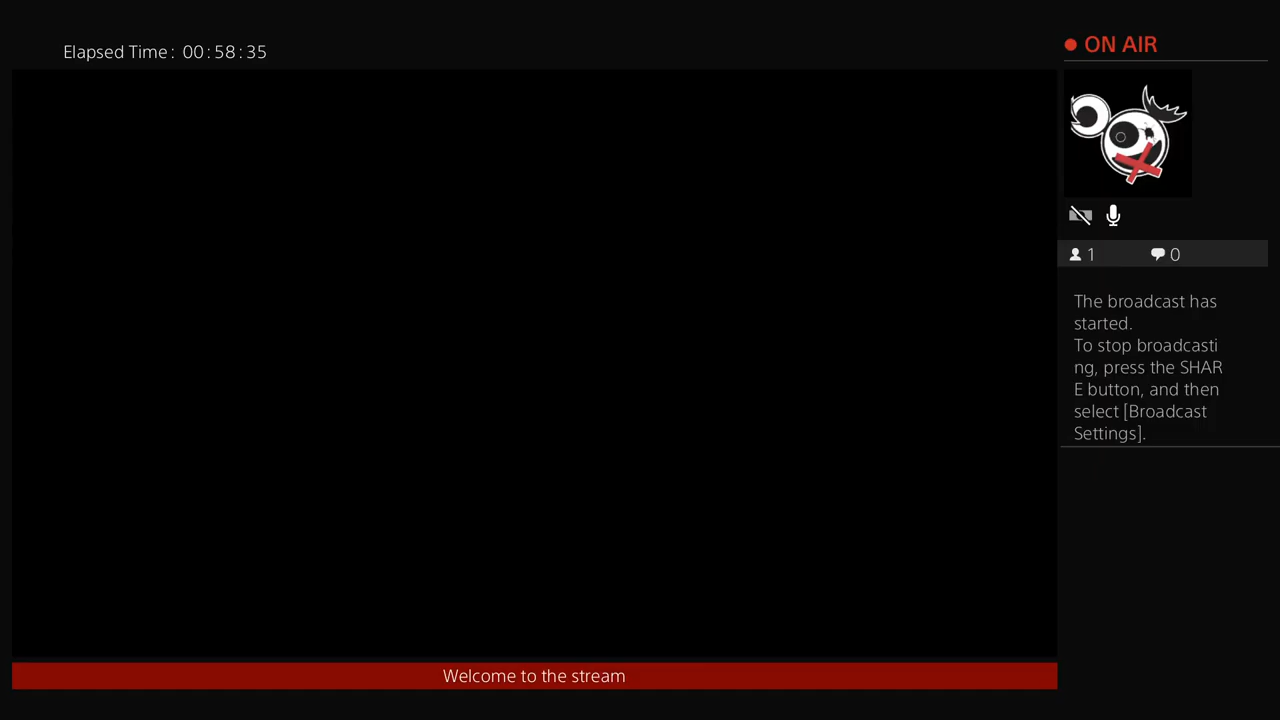 Elapsed Time: 00:58:35
ON AIR
1 0
The broadcast has
started.
To stop broadcasti
ng, press the SHAR
E button, and then
select [Broadcast
Settings].
Welcome to the stream